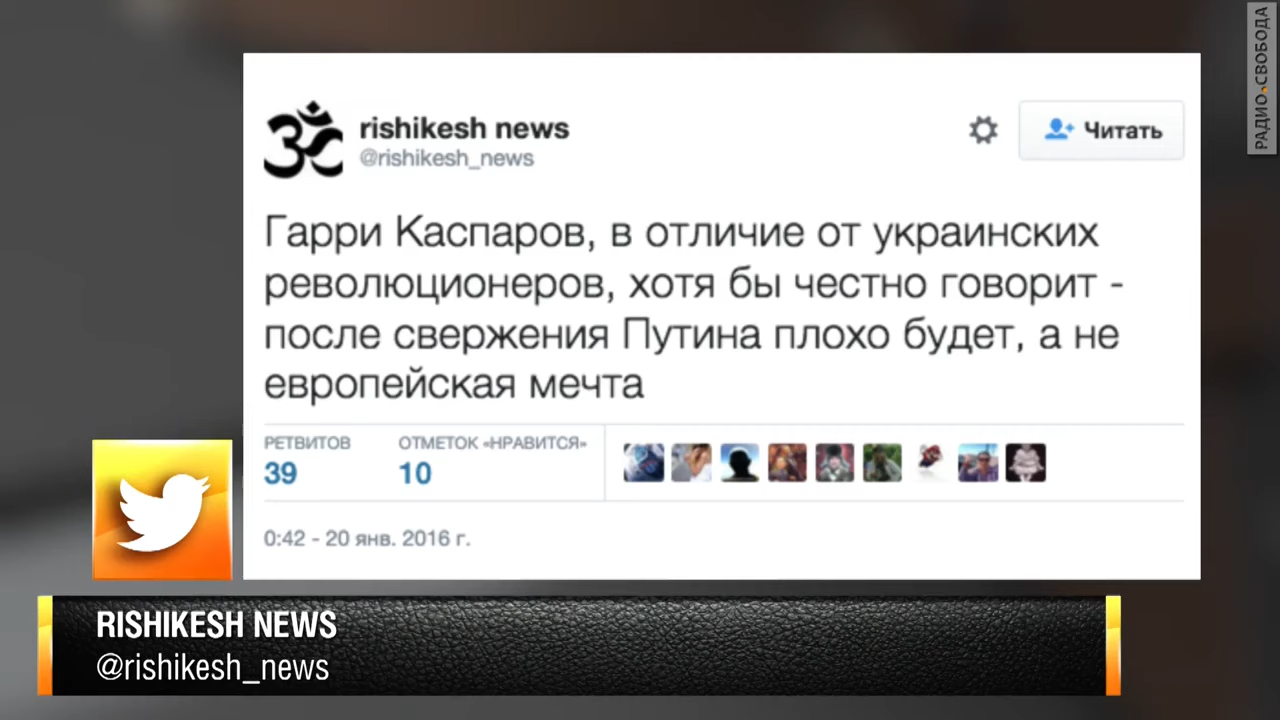 РАДИО СВОБОДА
rishikesh news
@rishikesh_news
Читать
Гарри Каспаров, в отличие от украинских
революционеров, хотя бы честно говорит -
после свержения Путина плохо будет, а не
европейская мечта
РЕТВИТОВ ОТМЕТОК «НРАВИТСЯ»
39 10
0:42 - 20 янв. 2016 г.
RISHIKESH NEWS
@rishikesh_news